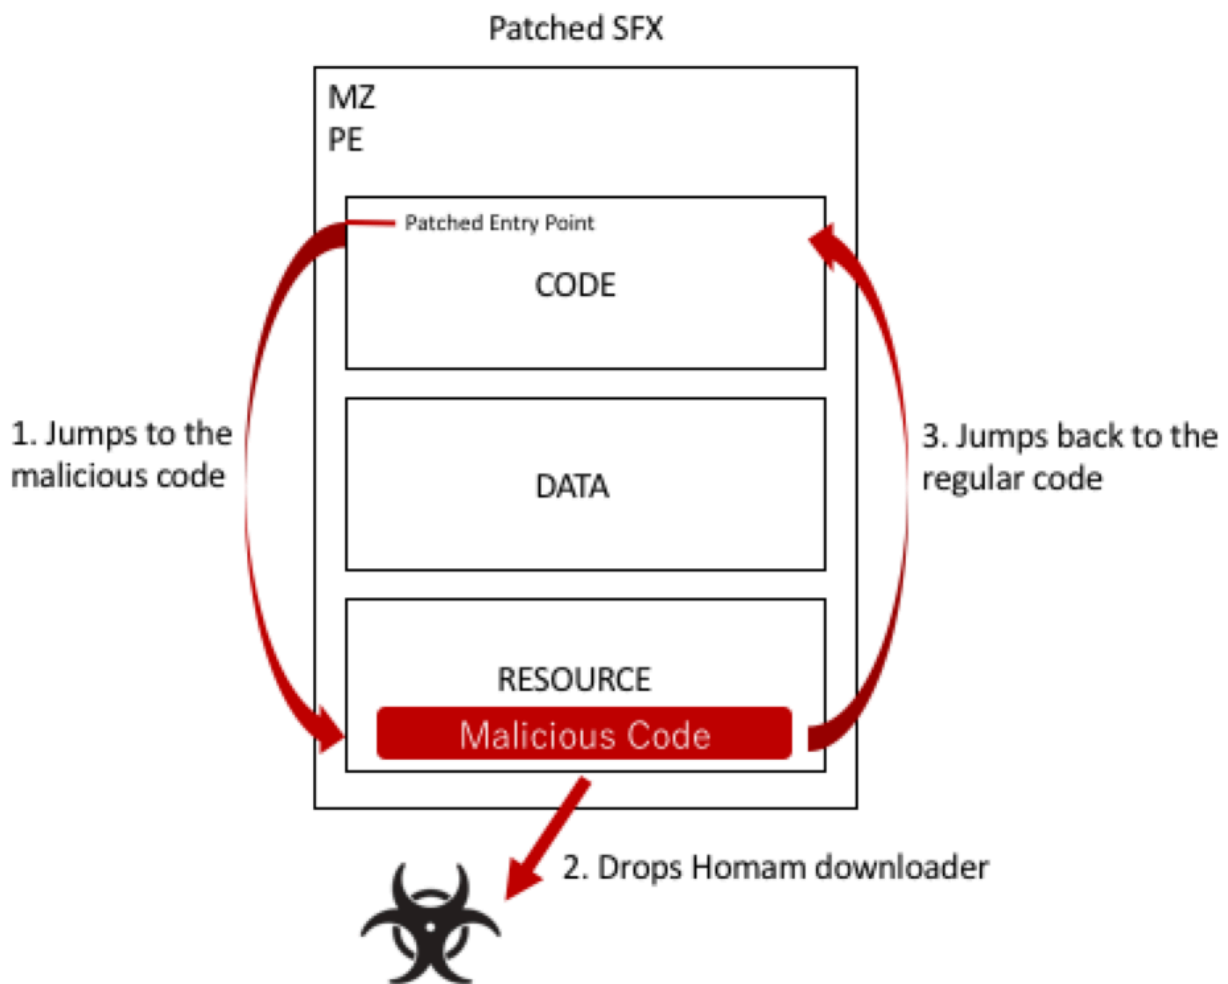 Patched SFX
MZ
PE
Patched Entry Point
CODE
1. Jumps to the
malicious code
3. Jumps back to the
regular code
DATA
RESOURCE
Malicious Code
2. Drops Homam downloader